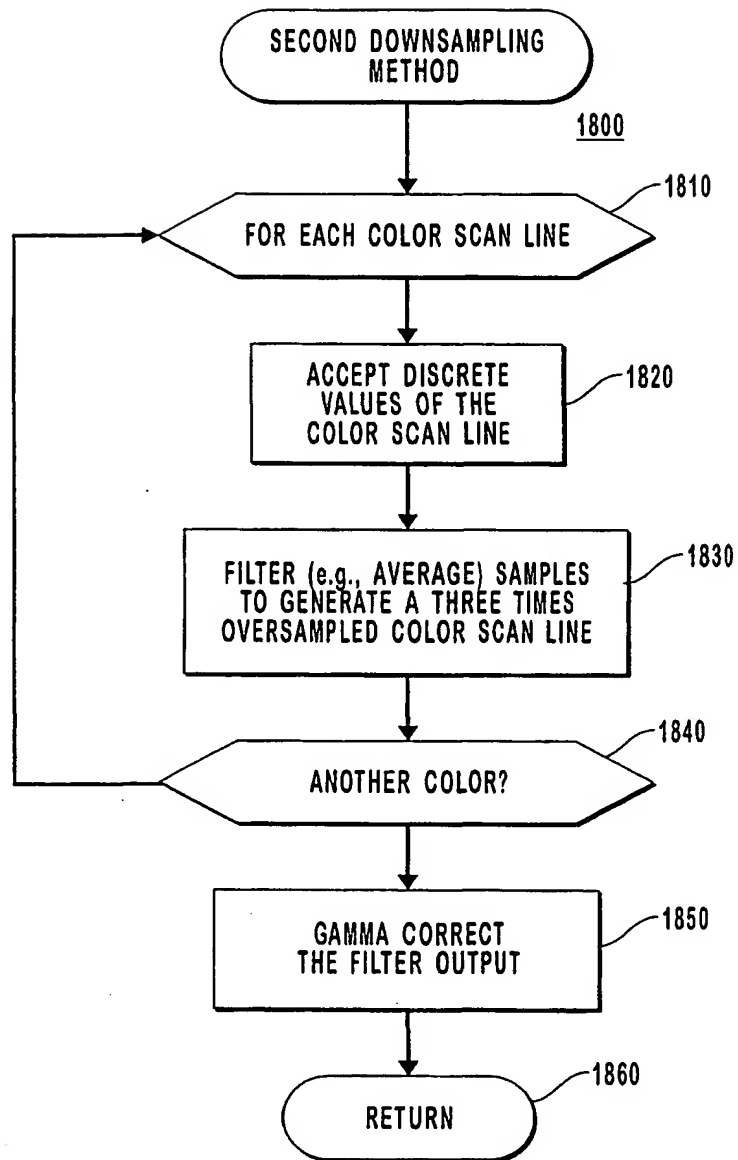 SECOND DOWNSAMPLING
METHOD
1800
1810
FOR EACH COLOR SCAN LINE
ACCEPT DISCRETE
VALUES OF THE
COLOR SCAN LINE
1820
FILTER (e.g., AVERAGE) SAMPLES
TO GENERATE A THREE TIMES
OVERSAMPLED COLOR SCAN LINE
1830
1840
ANOTHER COLOR?
GAMMA CORRECT
THE FILTER OUTPUT
1850
1860
RETURN